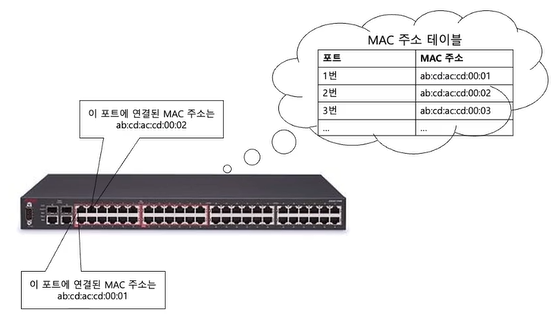 MAC 주소 테이블
포트 MAC 주소
1번 ab:cd:ac:cd:00:01
2번 ab:cd:ac:cd:00:02
3번 ab:cd:ac:cd:00:03
... ...
이 포트에 연결된 MAC 주소는
ab:cd:ac:cd:00:02
이 포트에 연결된 MAC 주소는
ab:cd:ac:cd:00:01